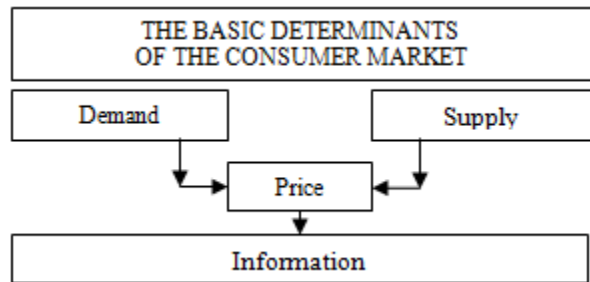 THE BASIC DETERMINANTS
OF THE CONSUMER MARKET
Demand
Supply
Price
Information